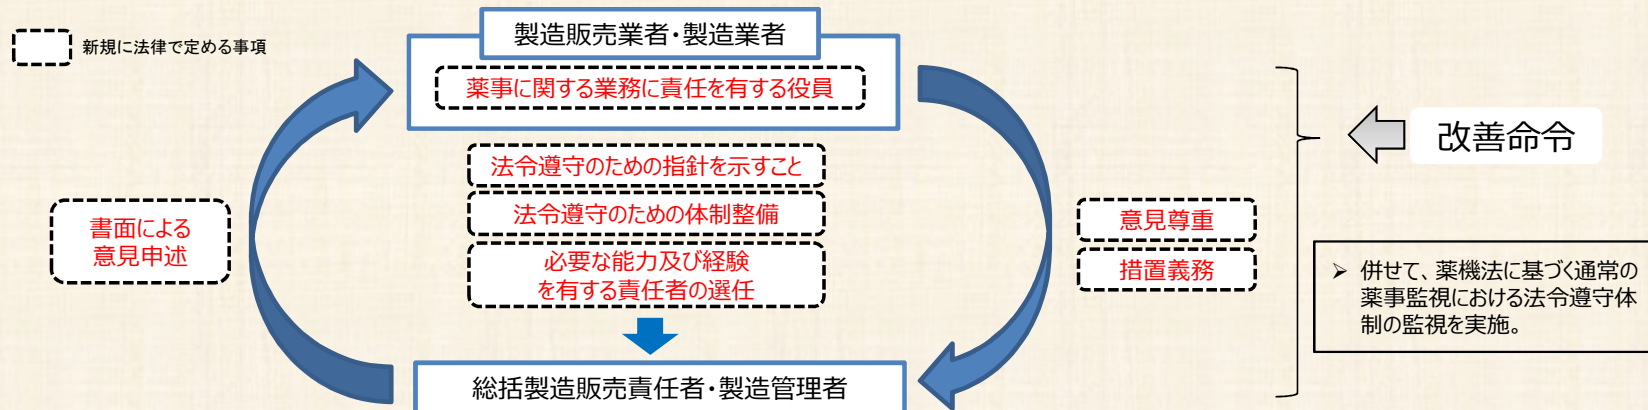 新規に法律で定める事項
製造販売業者・製造業者
薬事に関する業務に責任を有する役員
法令遵守のための指針を示すこと
法令遵守のための体制整備
必要な能力及び経験
を有する責任者の選任
書面による
意見申述
意見尊重
措置義務
総括製造販売責任者・製造管理者
改善命令
➢ 併せて、薬機法に基づく通常の
薬事監視における法令遵守体
制の監視を実施。